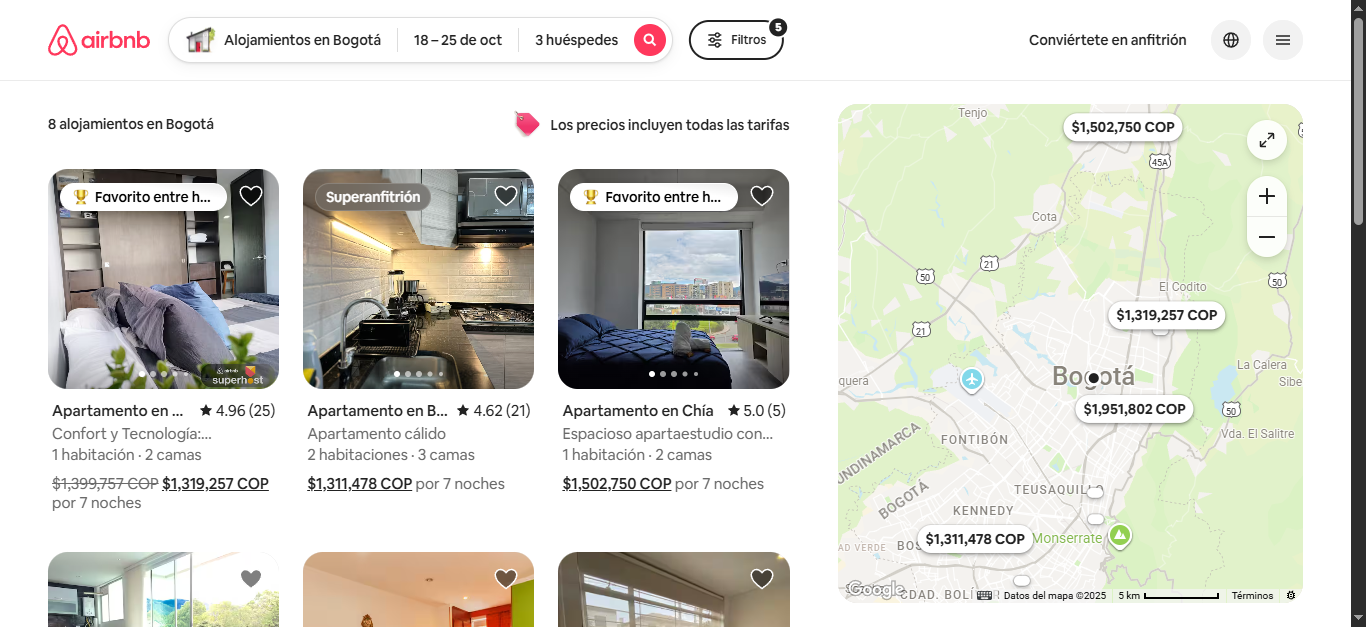 airbnb
Alojamientos en Bogotá
18 – 25 de oct
3 huéspedes
Filtros
5
Conviértete en anfitrión
8 alojamientos en Bogotá
Los precios incluyen todas las tarifas
Favorito entre h...
Superanfitrión
Favorito entre h...
airbnb
superhost
Apartamento en ...
4.96 (25)
Confort y Tecnología:...
1 habitación · 2 camas
$1,399,757 COP $1,319,257 COP
por 7 noches
Apartamento en B...
4.62 (21)
Apartamento cálido
2 habitaciones · 3 camas
$1,311,478 COP por 7 noches
Apartamento en Chía
5.0 (5)
Espacioso apartaestudio con...
1 habitación · 2 camas
$1,502,750 COP por 7 noches
Tenjo
$1,502,750 COP
45A
Cota
21
50
El Codito
50
$1,319,257 COP
21
La Calera
quera
Bogotá
Sibe
$1,951,802 COP
50
Vda. El Salitre
FONTIBÓN
UNDINAMARCA
BOGOTÁ
TEUSAQUILLO
KENNEDY
$1,311,478 COP
Monserrate
AD VERDE
BOS
Google
CDAD. BOLÍ
Datos del mapa ©2025
5 km
Términos